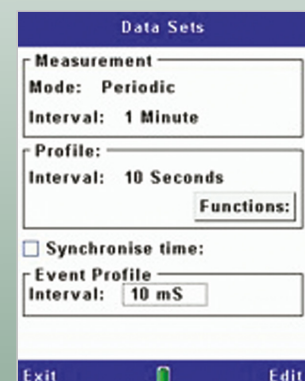 Data Sets
Measurement
Mode: Periodic
Interval: 1 Minute
Profile:
Interval: 10 Seconds
Functions:
Synchronise time:
Event Profile
Interval: 10 mS
Exit Edit